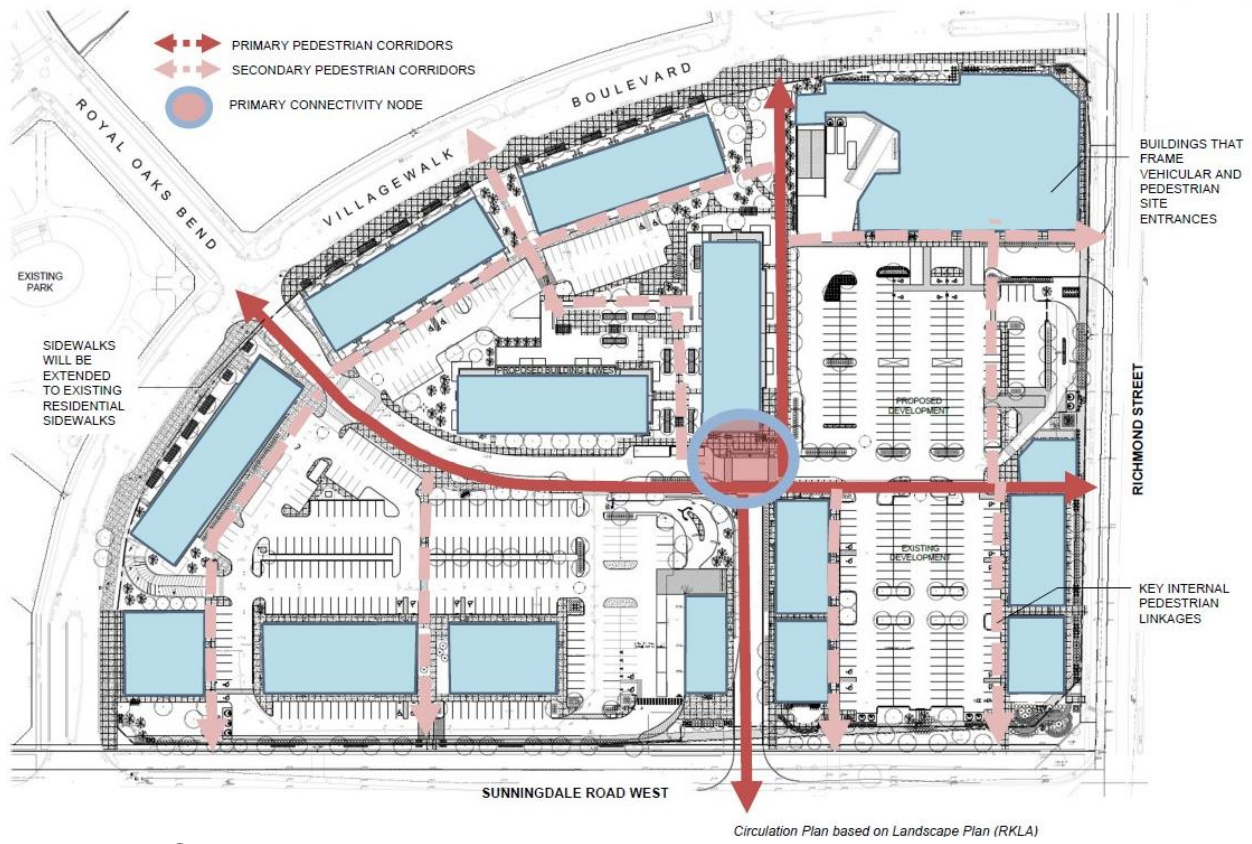 PRIMARY PEDESTRIAN CORRIDORS
SECONDARY PEDESTRIAN CORRIDORS
PRIMARY CONNECTIVITY NODE
ROYAL OAKS BEND
VILLAGEWALK BOULEVARD
BUILDINGS THAT
FRAME
VEHICULAR AND
PEDESTRIAN
SITE
ENTRANCES
EXISTING
PARK
SIDEWALKS
WILL BE
EXTENDED
TO EXISTING
RESIDENTIAL
SIDEWALKS
PROPOSED BUILDING 1 WEST
PROPOSED
DEVELOPMENT
RICHMOND STREET
EXISTING
DEVELOPMENT
KEY INTERNAL
PEDESTRIAN
LINKAGES
SUNNINGDALE ROAD WEST
Circulation Plan based on Landscape Plan (RKLA)